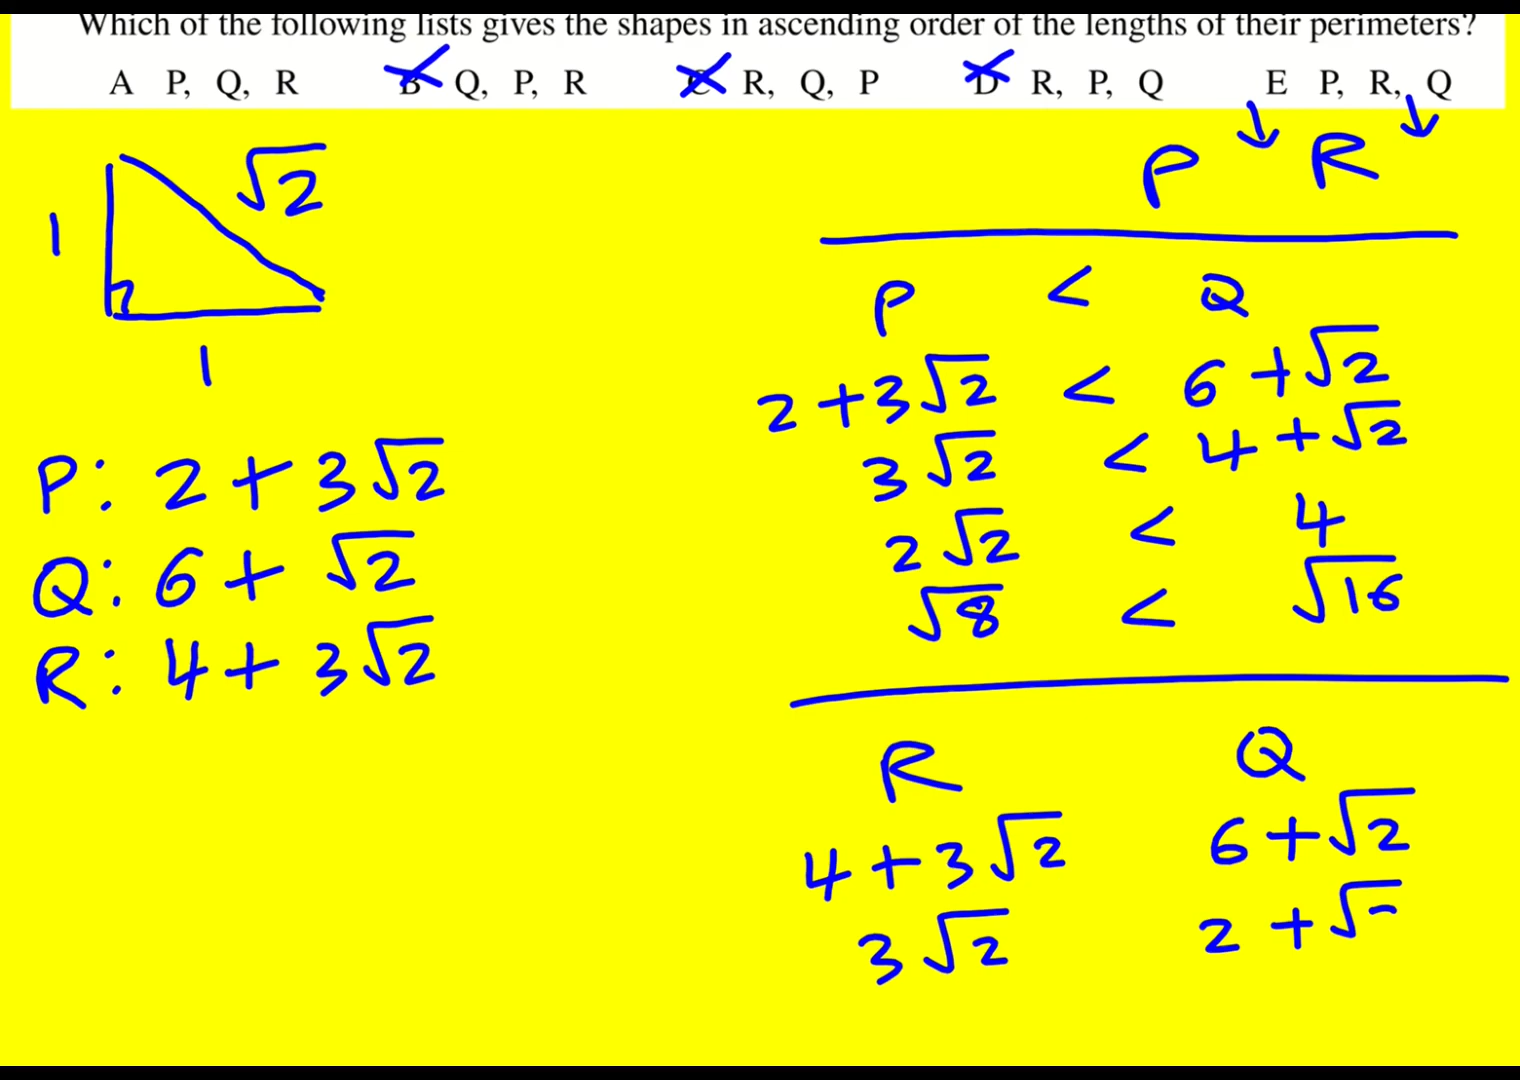 Which of the following lists gives the shapes in ascending order of the lengths of their perimeters?
A P, Q, R B Q, P, R C R, Q, P D R, P, Q E P, R, Q
P R
1
√2
1
P: 2 + 3√2
Q: 6 + √2
R: 4 + 3√2
P < Q
2 + 3√2 < 6 + √2
3√2 < 4 + √2
2√2 < 4
√8 < √16
R Q
4 + 3√2 6 + √2
3√2 2 + √